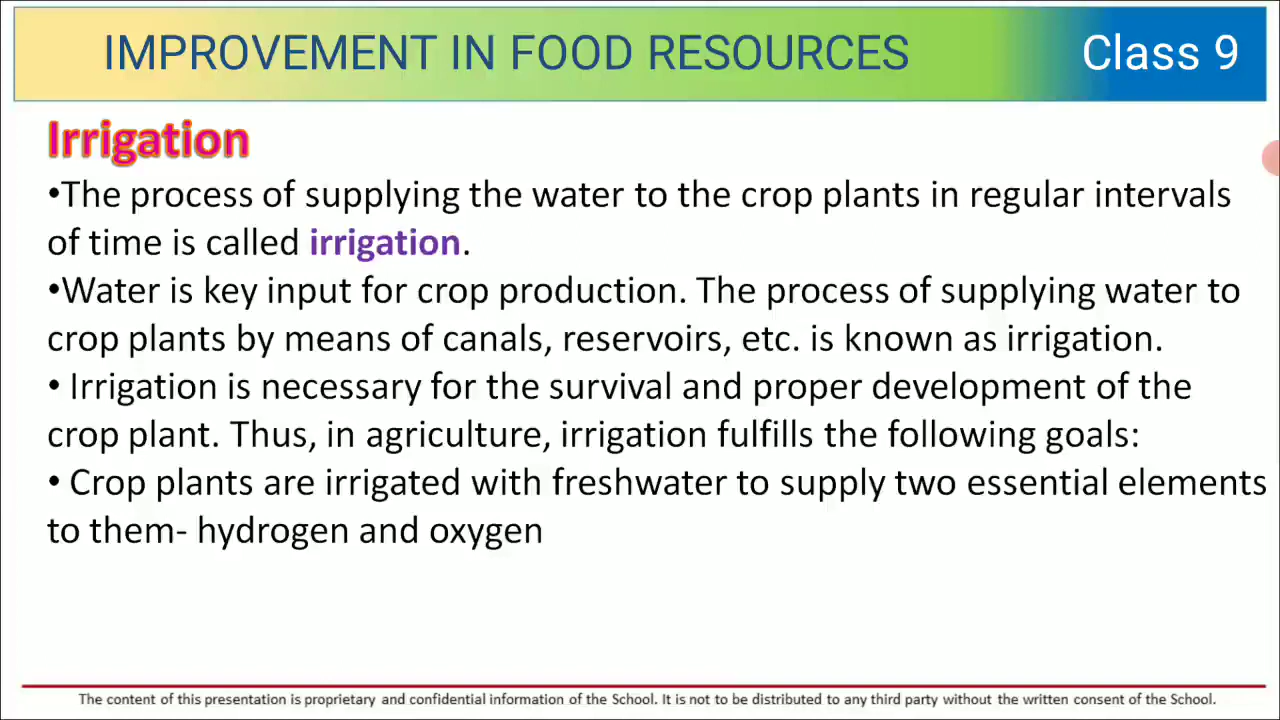 IMPROVEMENT IN FOOD RESOURCES Class 9
Irrigation
•The process of supplying the water to the crop plants in regular intervals
of time is called irrigation.
•Water is key input for crop production. The process of supplying water to
crop plants by means of canals, reservoirs, etc. is known as irrigation.
• Irrigation is necessary for the survival and proper development of the
crop plant. Thus, in agriculture, irrigation fulfills the following goals:
• Crop plants are irrigated with freshwater to supply two essential elements
to them- hydrogen and oxygen
The content of this presentation is proprietary and confidential information of the School. It is not to be distributed to any third party without the written consent of the School.